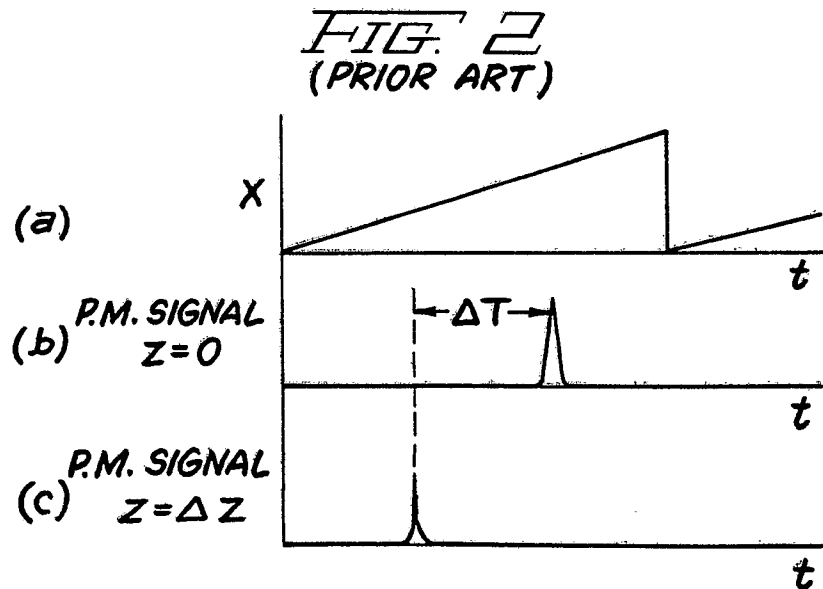 FIG. 2
(PRIOR ART)
(a)
X
t
(b)
P.M. SIGNAL
Z=0
ΔT
t
(c)
P.M. SIGNAL
Z=ΔZ
t